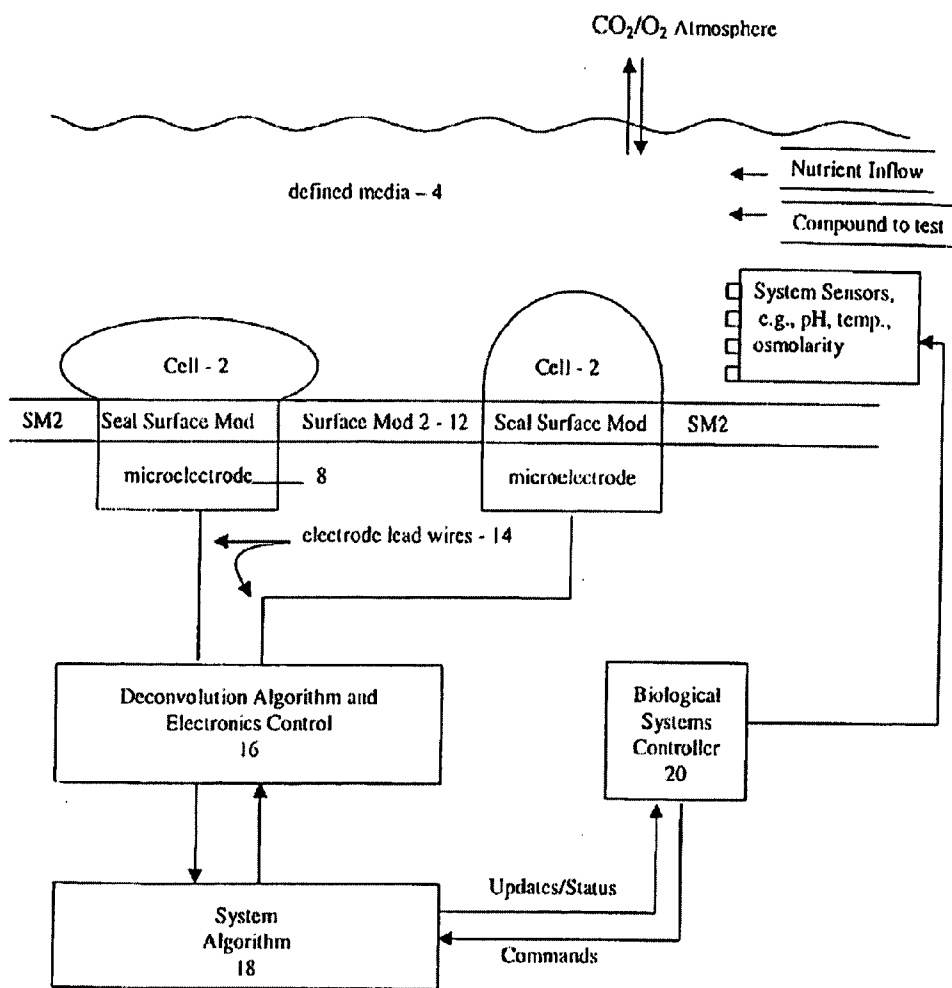 CO₂/O₂ Atmosphere
Nutrient Inflow
defined media – 4
Compound to test
System Sensors,
e.g., pH, temp.,
osmolarity
Cell - 2
Cell - 2
SM2
Seal Surface Mod
Surface Mod 2 - 12
Seal Surface Mod
SM2
microelectrode
8
microelectrode
electrode lead wires - 14
Deconvolution Algorithm and
Electronics Control
16
Biological
Systems
Controller
20
Updates/Status
System
Algorithm
18
Commands